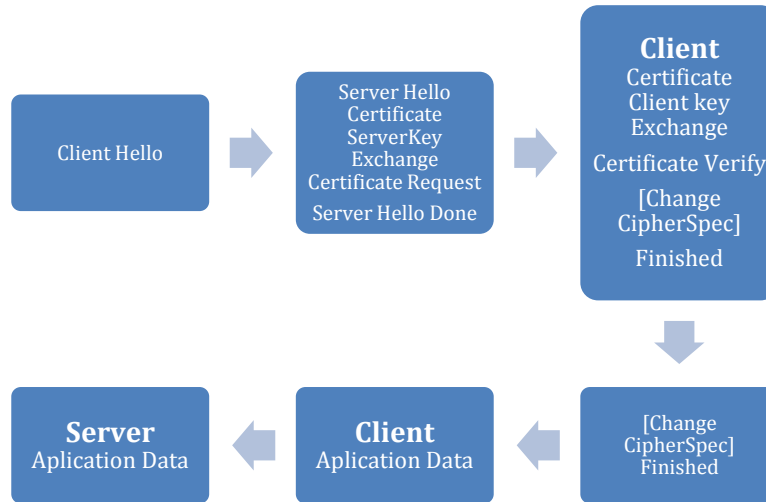 Client Hello
Server Hello
Certificate
ServerKey
Exchange
Certificate Request
Server Hello Done
Client
Certificate
Client key
Exchange
Certificate Verify
[Change
CipherSpec]
Finished
[Change
CipherSpec]
Finished
Client
Aplication Data
Server
Aplication Data